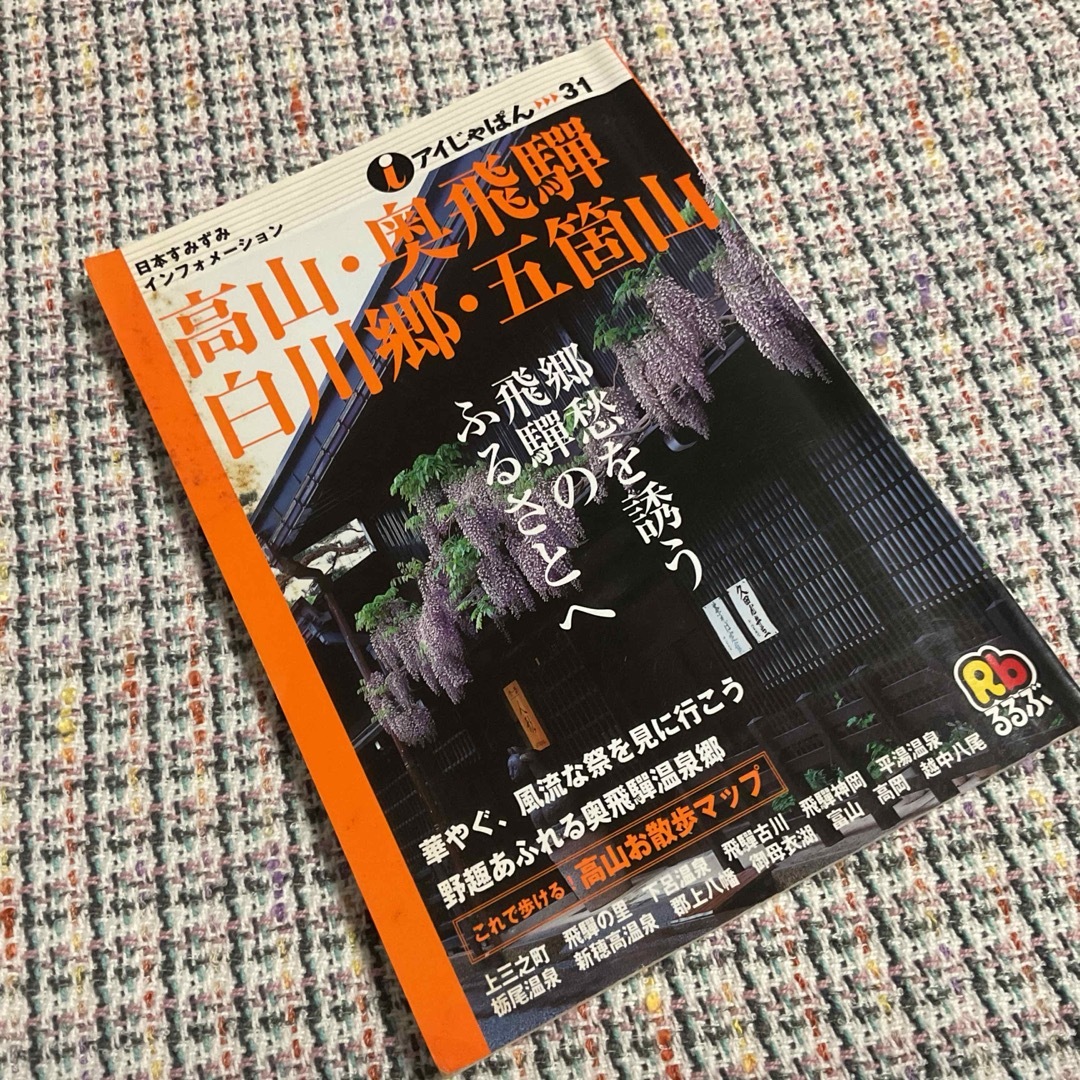 アイじゃぱん 31
日本すみずみ
インフォメーション
高山・奥飛騨
白川郷・五箇山
郷愁を誘う
飛騨の
ふるさとへ
Rb
るるぶ
華やぐ、風流な祭を見に行こう
野趣あふれる奥飛騨温泉郷
これで歩ける 高山お散歩マップ
上三之町 飛騨の里 下呂温泉 飛騨古川 飛騨神岡 平湯温泉
栃尾温泉 新穂高温泉 郡上八幡 御母衣湖 富山 高岡 越中八尾